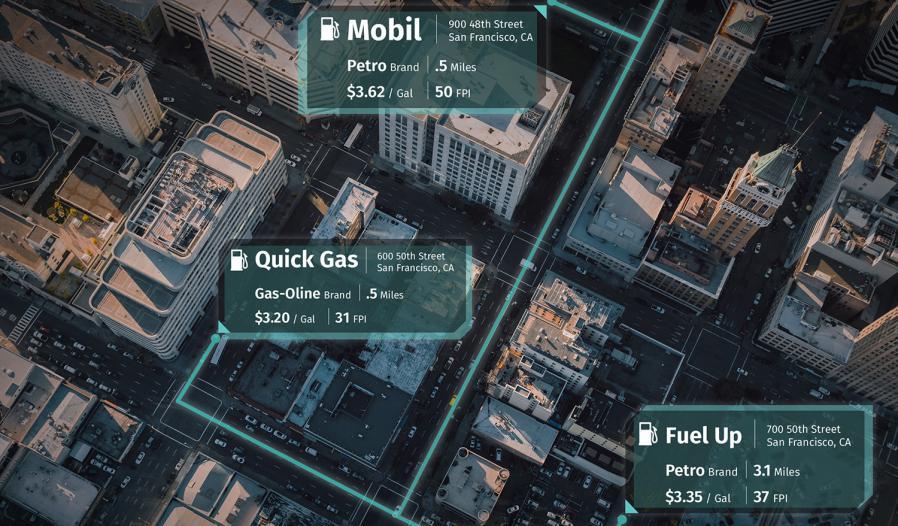 Mobil
900 48th Street
San Francisco, CA
Petro Brand .5 Miles
$3.62 / Gal 50 FPI
Quick Gas
600 50th Street
San Francisco, CA
Gas-Oline Brand .5 Miles
$3.20 / Gal 31 FPI
Fuel Up
700 50th Street
San Francisco, CA
Petro Brand 3.1 Miles
$3.35 / Gal 37 FPI